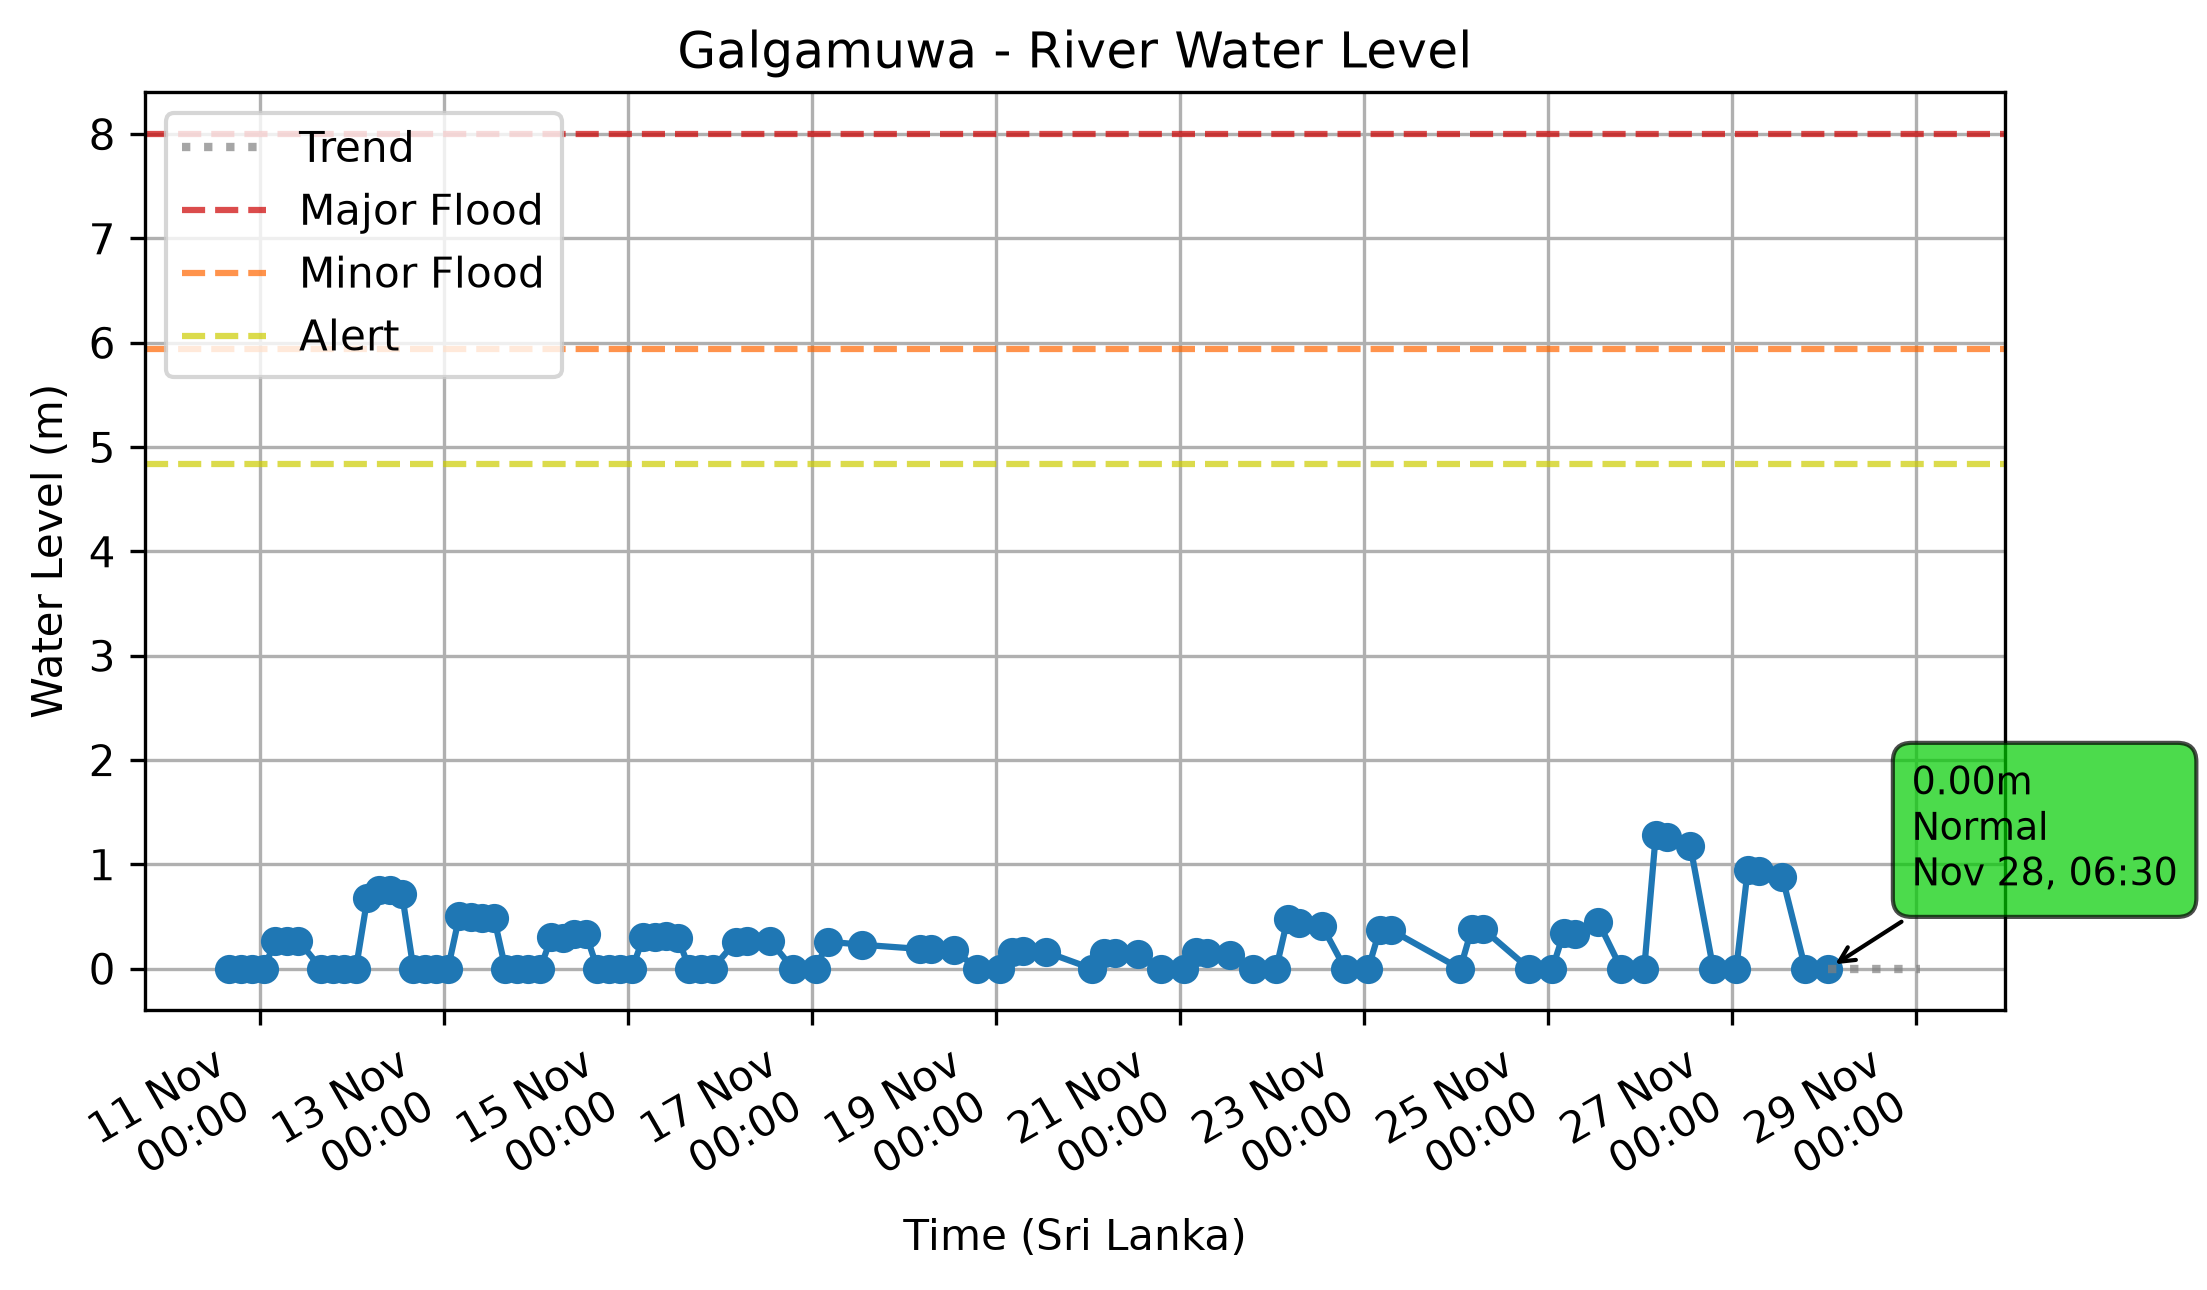 Galgamuwa - River Water Level
Trend
Major Flood
Minor Flood
Alert
8
7
6
5
4
3
2
1
0
Water Level (m)
0.00m
Normal
Nov 28, 06:30
11 Nov
00:00
13 Nov
00:00
15 Nov
00:00
17 Nov
00:00
19 Nov
00:00
21 Nov
00:00
23 Nov
00:00
25 Nov
00:00
27 Nov
00:00
29 Nov
00:00
Time (Sri Lanka)